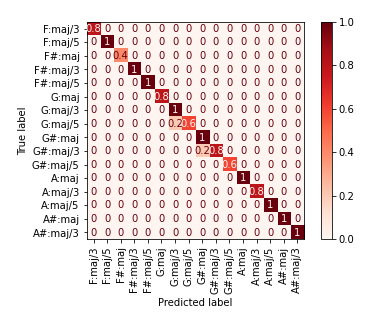 F:maj/3 0.8 0 0 0 0 0 0 0 0 0 0 0 0 0 0 0
F:maj/5 0 1 0 0 0 0 0 0 0 0 0 0 0 0 0 0
F#:maj 0 0 0.4 0 0 0 0 0 0 0 0 0 0 0 0 0
F#:maj/3 0 0 0 1 0 0 0 0 0 0 0 0 0 0 0 0
F#:maj/5 0 0 0 0 1 0 0 0 0 0 0 0 0 0 0 0
G:maj 0 0 0 0 0 0.8 0 0 0 0 0 0 0 0 0 0
G:maj/3 0 0 0 0 0 0 1 0 0 0 0 0 0 0 0 0
G:maj/5 0 0 0 0 0 0 0.2 0.6 0 0 0 0 0 0 0 0
G#:maj 0 0 0 0 0 0 0 0 1 0 0 0 0 0 0 0
G#:maj/3 0 0 0 0 0 0 0 0 0.2 0.8 0 0 0 0 0 0
G#:maj/5 0 0 0 0 0 0 0 0 0 0 0.6 0 0 0 0 0
A:maj 0 0 0 0 0 0 0 0 0 0 0 1 0 0 0 0
A:maj/3 0 0 0 0 0 0 0 0 0 0 0 0 0.8 0 0 0
A:maj/5 0 0 0 0 0 0 0 0 0 0 0 0 0 1 0 0
A#:maj 0 0 0 0 0 0 0 0 0 0 0 0 0 0 1 0
A#:maj/3 0 0 0 0 0 0 0 0 0 0 0 0 0 0 0 1
True label
F:maj/3
F:maj/5
F#:maj
F#:maj/3
F#:maj/5
G:maj
G:maj/3
G:maj/5
G#:maj
G#:maj/3
G#:maj/5
A:maj
A:maj/3
A:maj/5
A#:maj
A#:maj/3
Predicted label
1.0
0.8
0.6
0.4
0.2
0.0